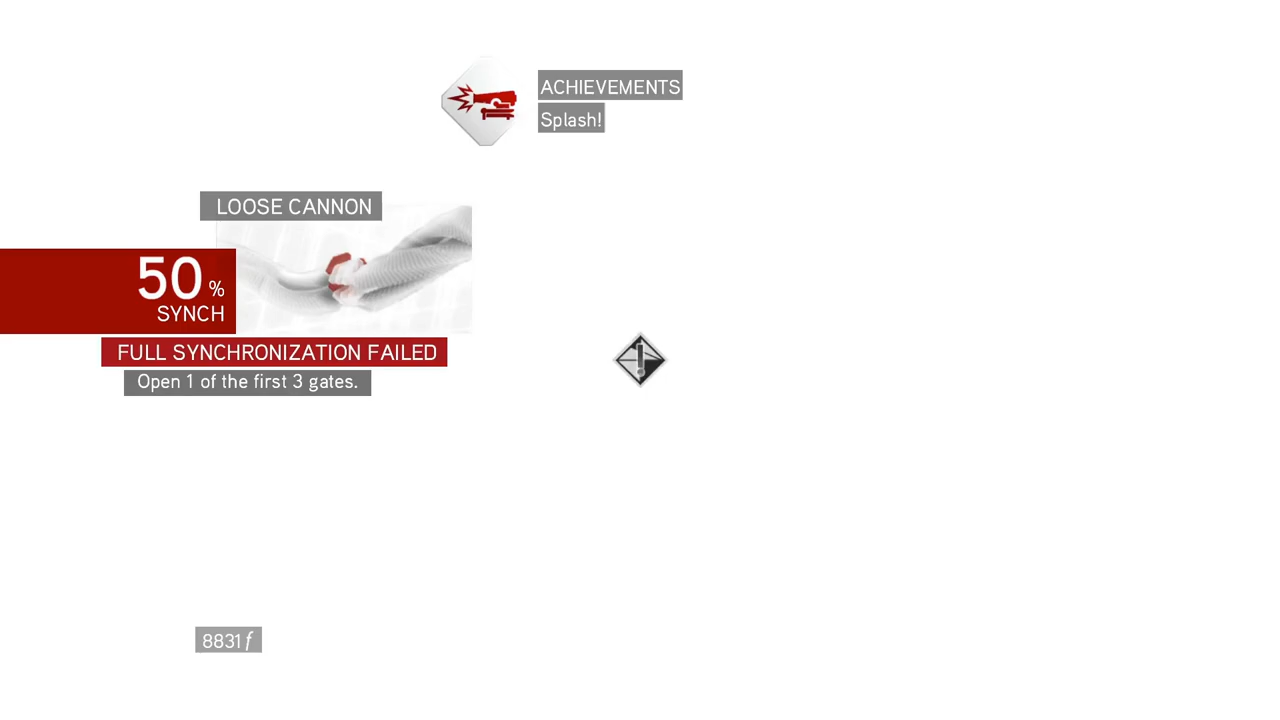 ACHIEVEMENTS
Splash!
LOOSE CANNON
50 %
SYNCH
FULL SYNCHRONIZATION FAILED
Open 1 of the first 3 gates.
8831 ƒ